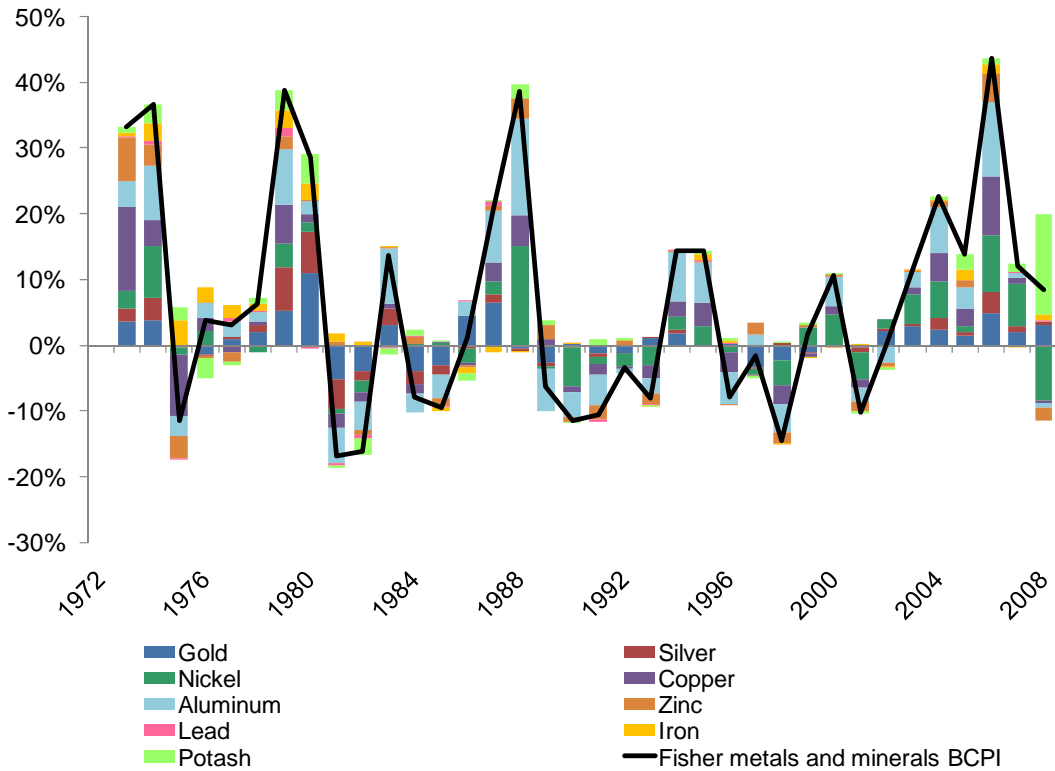 50%
40%
30%
20%
10%
0%
-10%
-20%
-30%
1972 1976 1980 1984 1988 1992 1996 2000 2004 2008
Gold Silver
Nickel Copper
Aluminum Zinc
Lead Iron
Potash Fisher metals and minerals BCPI